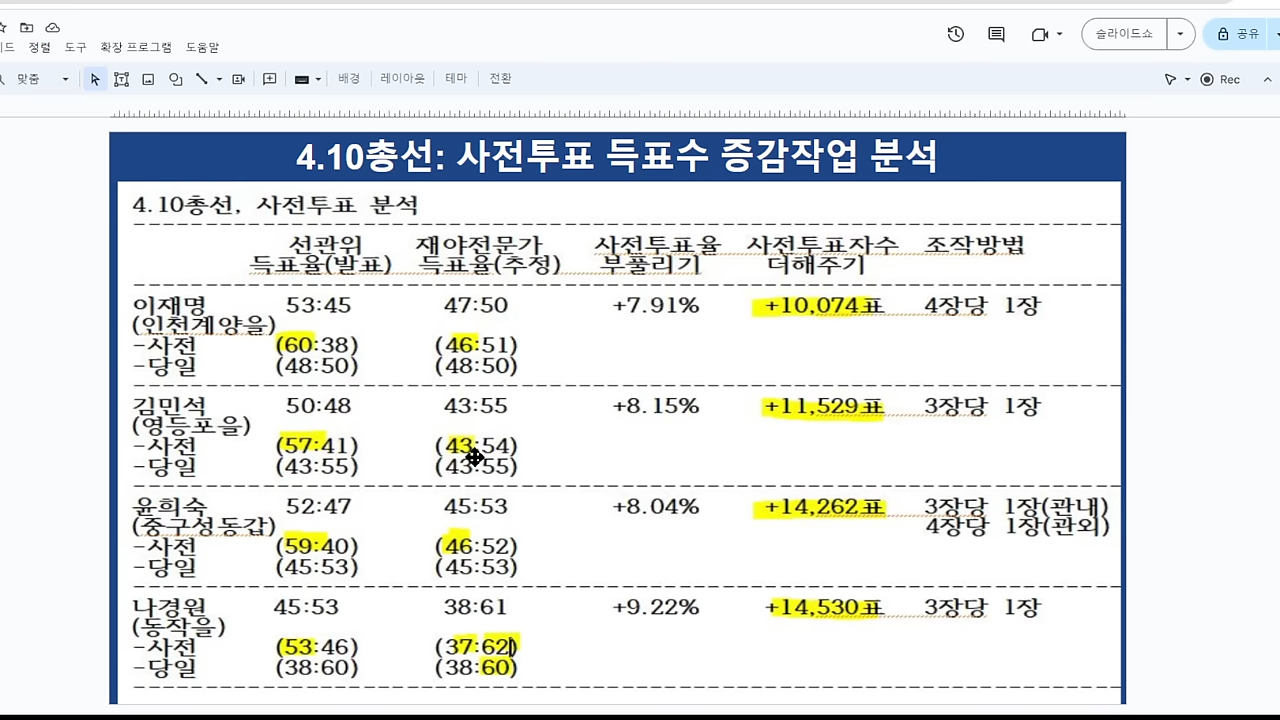 정렬 도구 확장 프로그램 도움말
슬라이드쇼
공유
맞춤
배경 레이아웃 테마 전환
Rec
4.10총선: 사전투표 득표수 증감작업 분석
4.10총선, 사전투표 분석
선관위 재야전문가 사전투표율 사전투표자수 조작방법
득표율(발표) 득표율(추정) 부풀리기 더해주기
이재명 53:45 47:50 +7.91% +10,074표 4장당 1장
(인천계양을)
-사전 (60:38) (46:51)
-당일 (48:50) (48:50)
김민석 50:48 43:55 +8.15% +11,529표 3장당 1장
(영등포을)
-사전 (57:41) (43:54)
-당일 (43:55) (43:55)
윤희숙 52:47 45:53 +8.04% +14,262표 3장당 1장(관내)
(중구성동갑) 4장당 1장(관외)
-사전 (59:40) (46:52)
-당일 (45:53) (45:53)
나경원 45:53 38:61 +9.22% +14,530표 3장당 1장
(동작을)
-사전 (53:46) (37:62)
-당일 (38:60) (38:60)